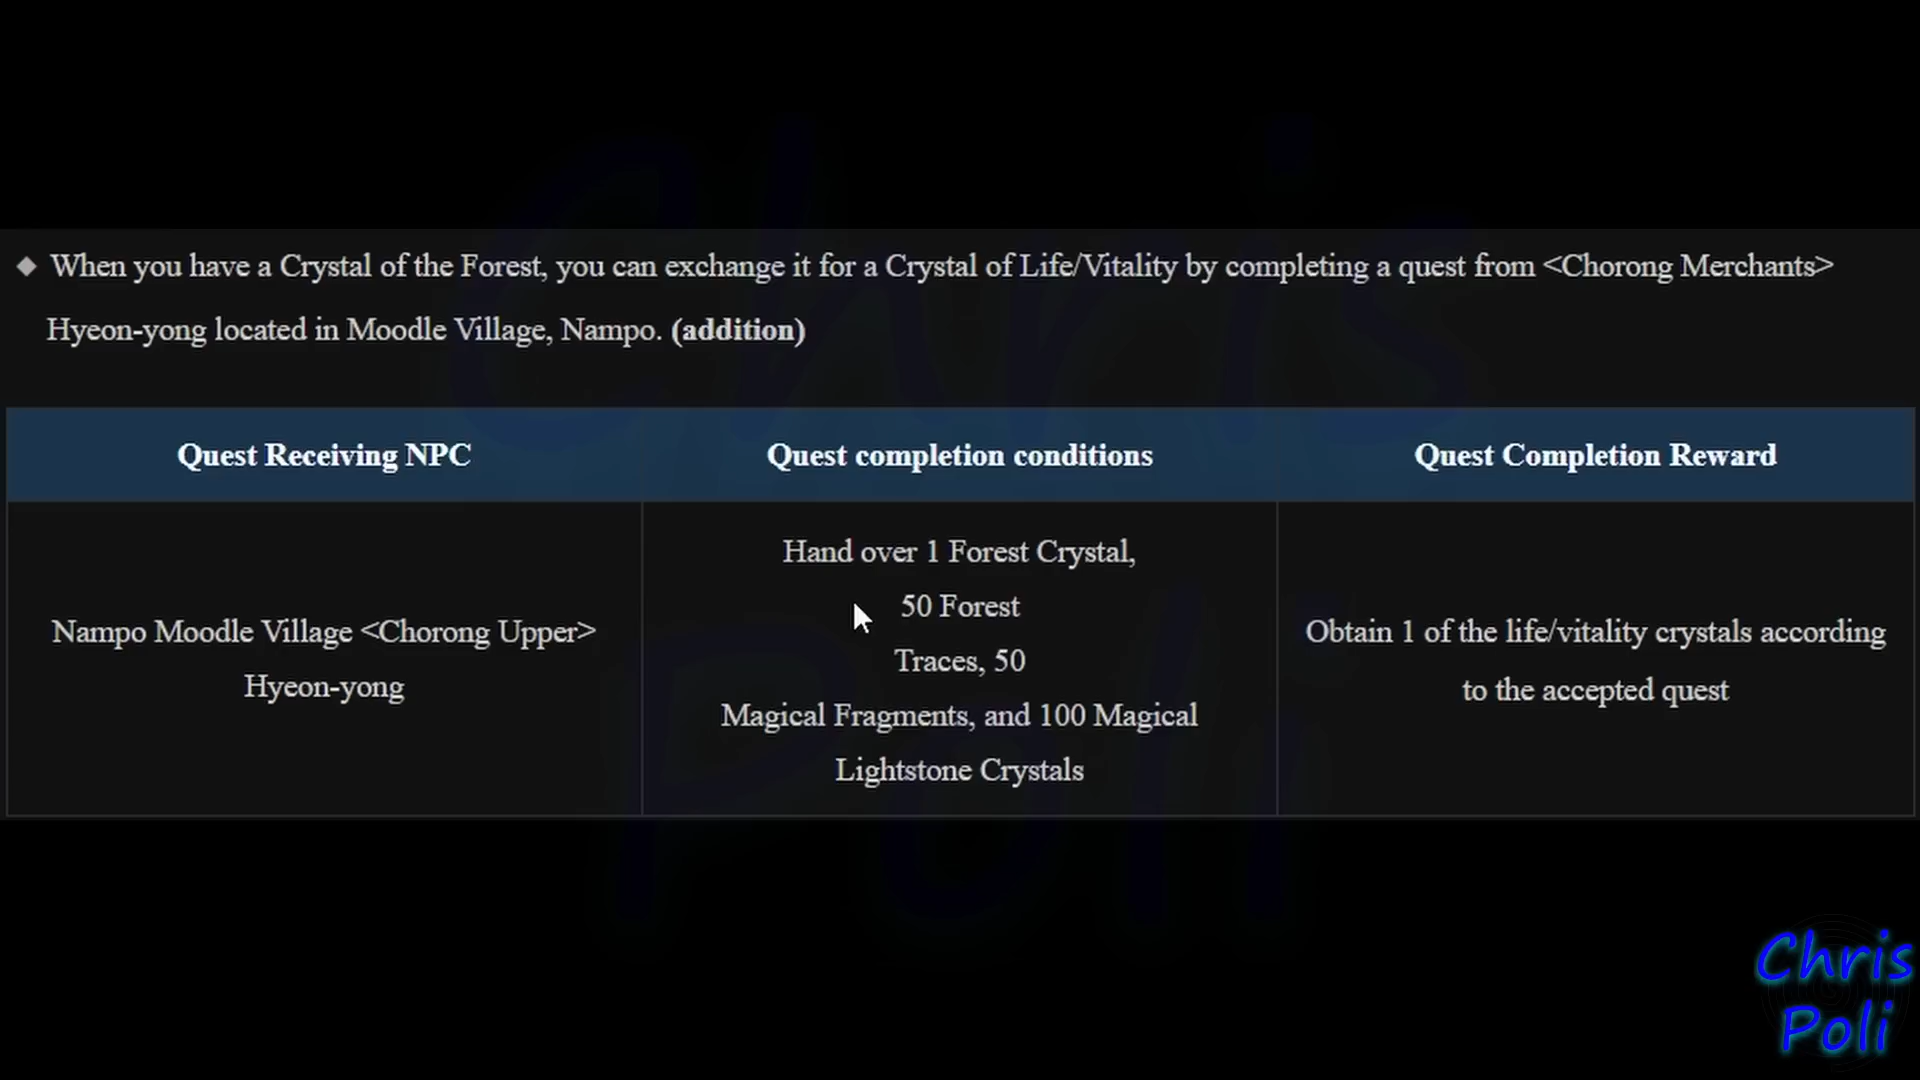 When you have a Crystal of the Forest, you can exchange it for a Crystal of Life/Vitality by completing a quest from <Chorong Merchants>
Hyeon-yong located in Moodle Village, Nampo. (addition)
Quest Receiving NPC
Quest completion conditions
Quest Completion Reward
Nampo Moodle Village <Chorong Upper>
Hyeon-yong
Hand over 1 Forest Crystal,
50 Forest
Traces, 50
Magical Fragments, and 100 Magical
Lightstone Crystals
Obtain 1 of the life/vitality crystals according
to the accepted quest
Chris
Poli
Chris
Poli